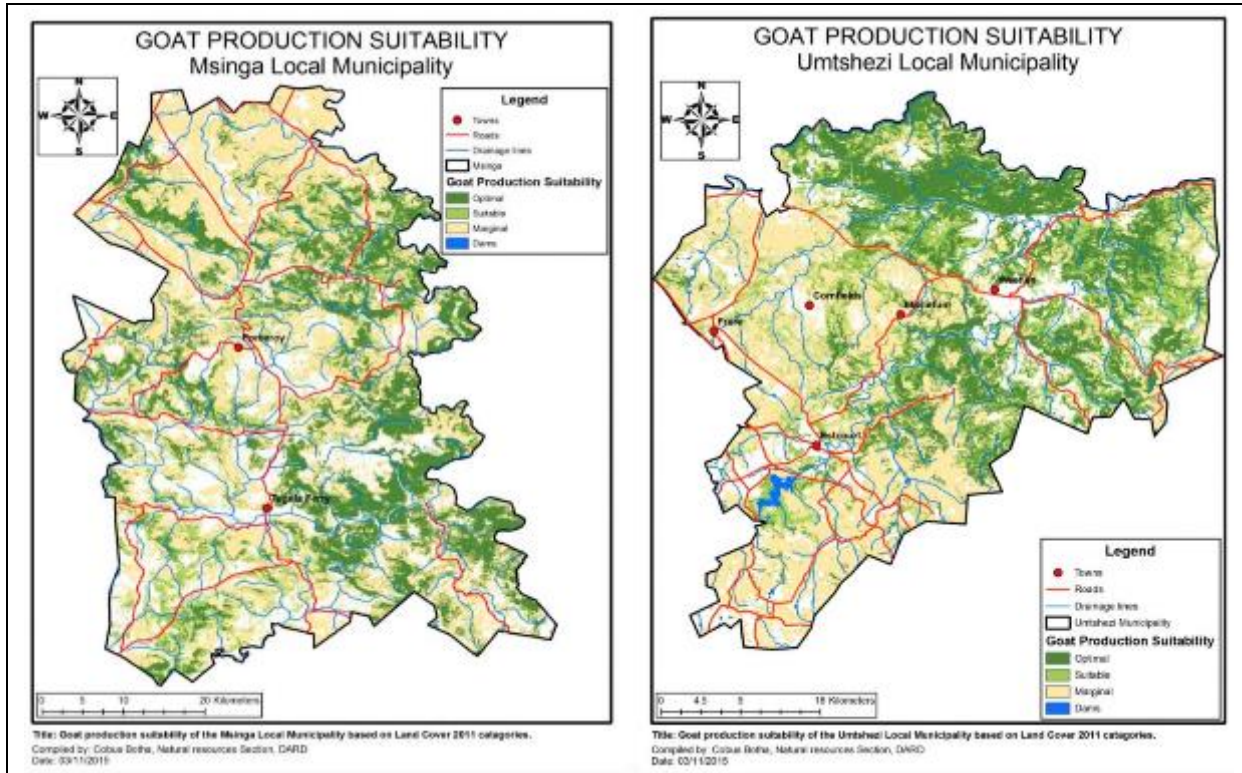 GOAT PRODUCTION SUITABILITY
Msinga Local Municipality
N
W E
S
Legend
Towns
Roads
Drainage lines
Msinga
Goat Production Suitability
Optimal
Suitable
Marginal
Dams
Pomeroy
Tugela Ferry
0 5 10 20 Kilometers
Title: Goat production suitability of the Msinga Local Municipality based on Land Cover 2011 catagories.
Compiled by: Cobus Botha, Natural resources Section, DARD
Date: 03/11/2015
GOAT PRODUCTION SUITABILITY
Umtshezi Local Municipality
N
W E
S
Cornfields
Frere
Estcourt
Legend
Towns
Roads
Drainage lines
Umtshezi Municipality
Goat Production Suitability
Optimal
Suitable
Marginal
Dams
0 4.5 9 18 Kilometers
Title: Goat production suitability of the Umtshezi Local Municipality based on Land Cover 2011 catagories.
Compiled by: Cobus Botha, Natural resources Section, DARD
Date: 03/11/2015